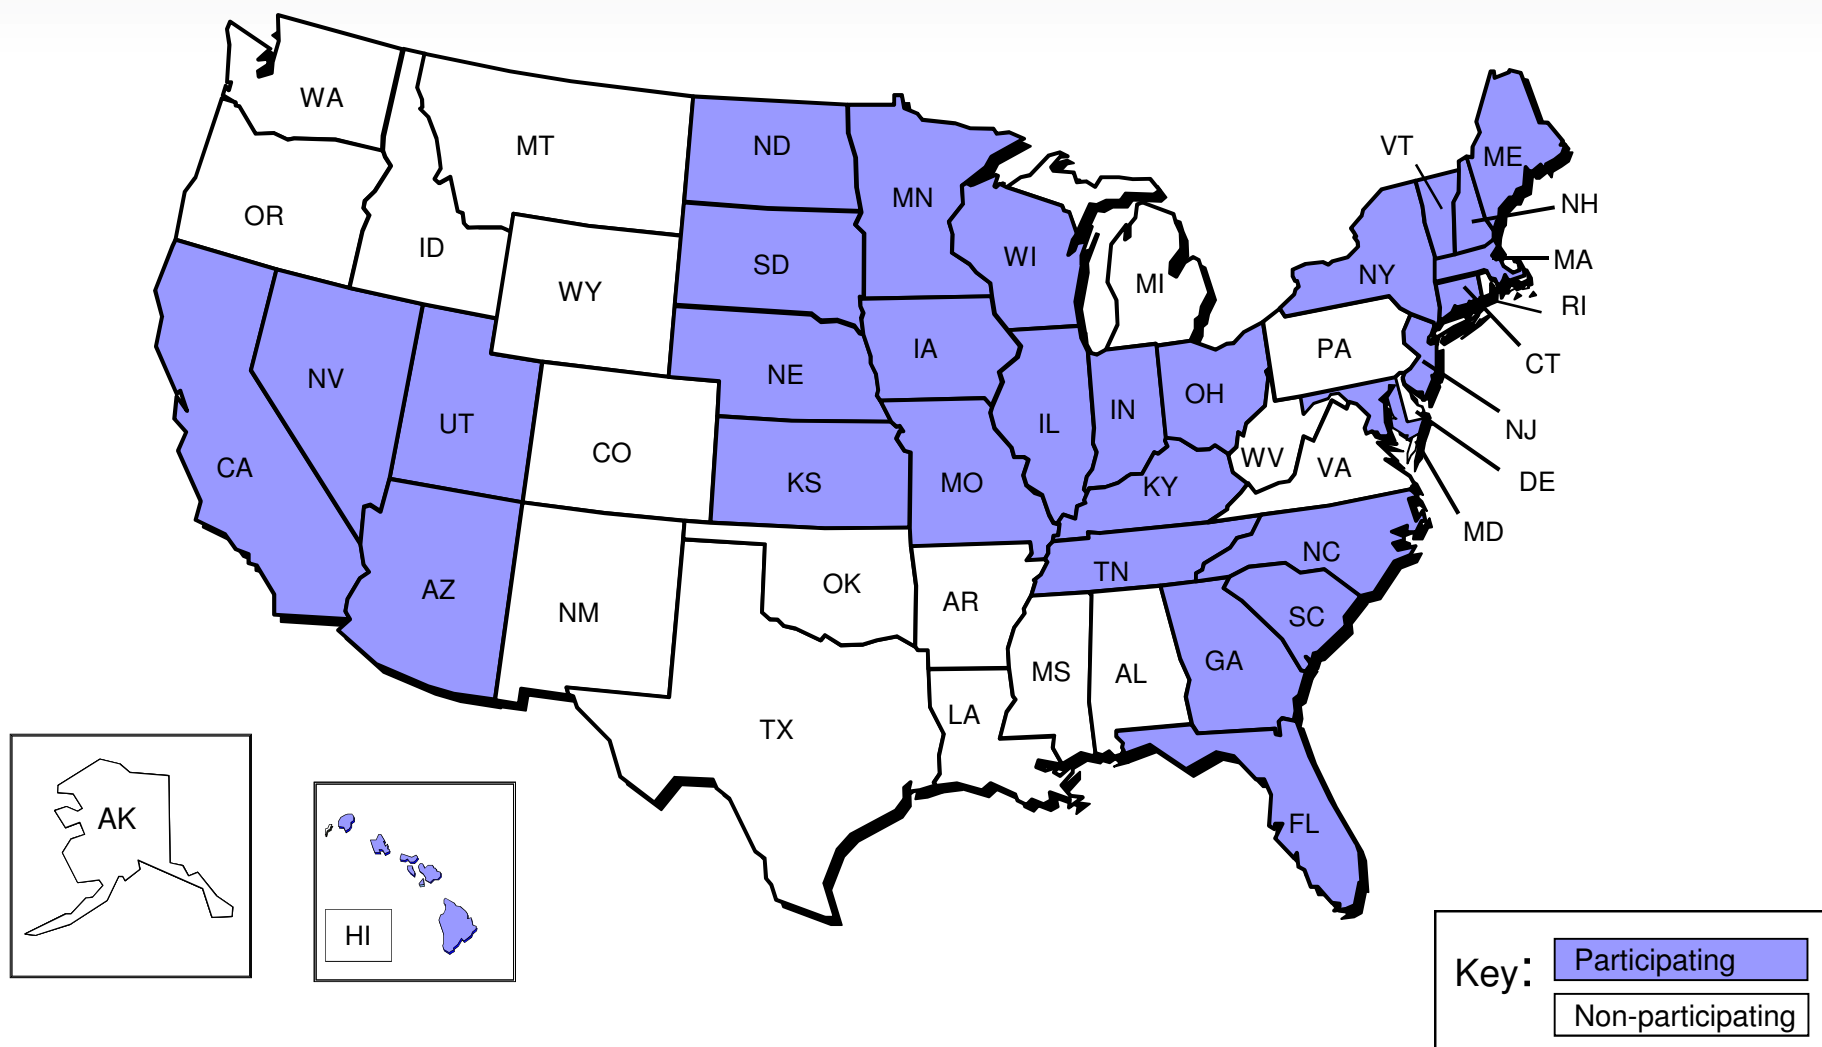 WA
MT
ND
MN
VT
ME
NH
OR
ID
SD
WI
NY
MA
WY
MI
RI
IA
PA
CT
NV
NE
OH
UT
CO
IL
IN
NJ
CA
KS
MO
KY
WV
VA
DE
MD
AZ
NM
OK
AR
TN
NC
SC
MS
AL
GA
TX
LA
FL
AK
HI
Key:
Participating
Non-participating